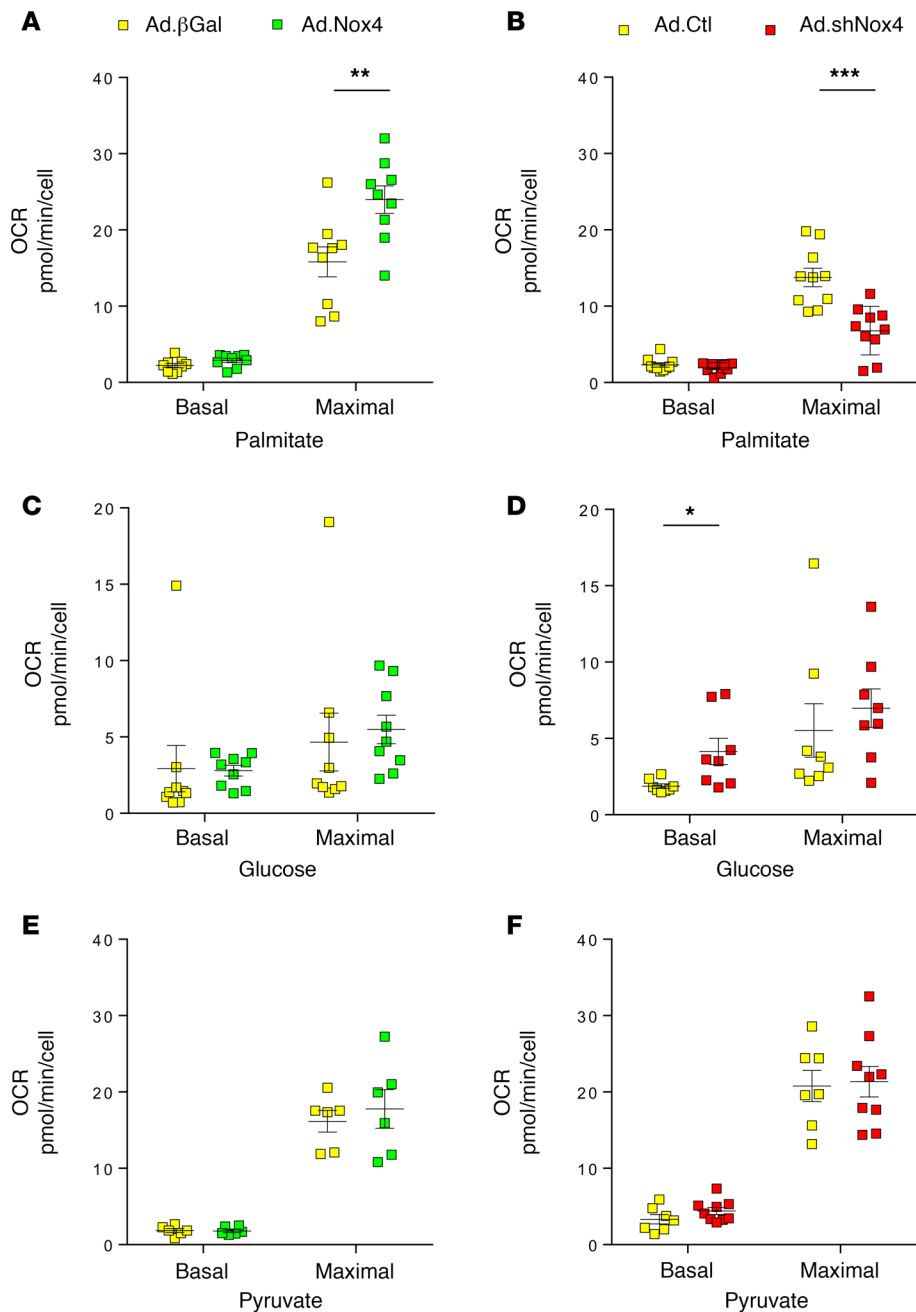 A
Ad.βGal
Ad.Nox4
**
40
30
20
10
0
OCR
pmol/min/cell
Basal
Maximal
Palmitate
B
Ad.Ctl
Ad.shNox4
***
40
30
20
10
0
OCR
pmol/min/cell
Basal
Maximal
Palmitate
C
20
15
10
5
0
OCR
pmol/min/cell
Basal
Maximal
Glucose
D
*
20
15
10
5
0
OCR
pmol/min/cell
Basal
Maximal
Glucose
E
40
30
20
10
0
OCR
pmol/min/cell
Basal
Maximal
Pyruvate
F
40
30
20
10
0
OCR
pmol/min/cell
Basal
Maximal
Pyruvate